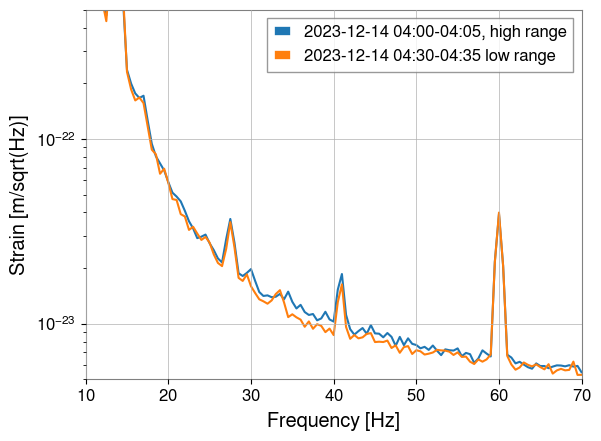 2023-12-14 04:00-04:05, high range
2023-12-14 04:30-04:35 low range
Strain [m/sqrt(Hz)]
10⁻²²
10⁻²³
10 20 30 40 50 60 70
Frequency [Hz]